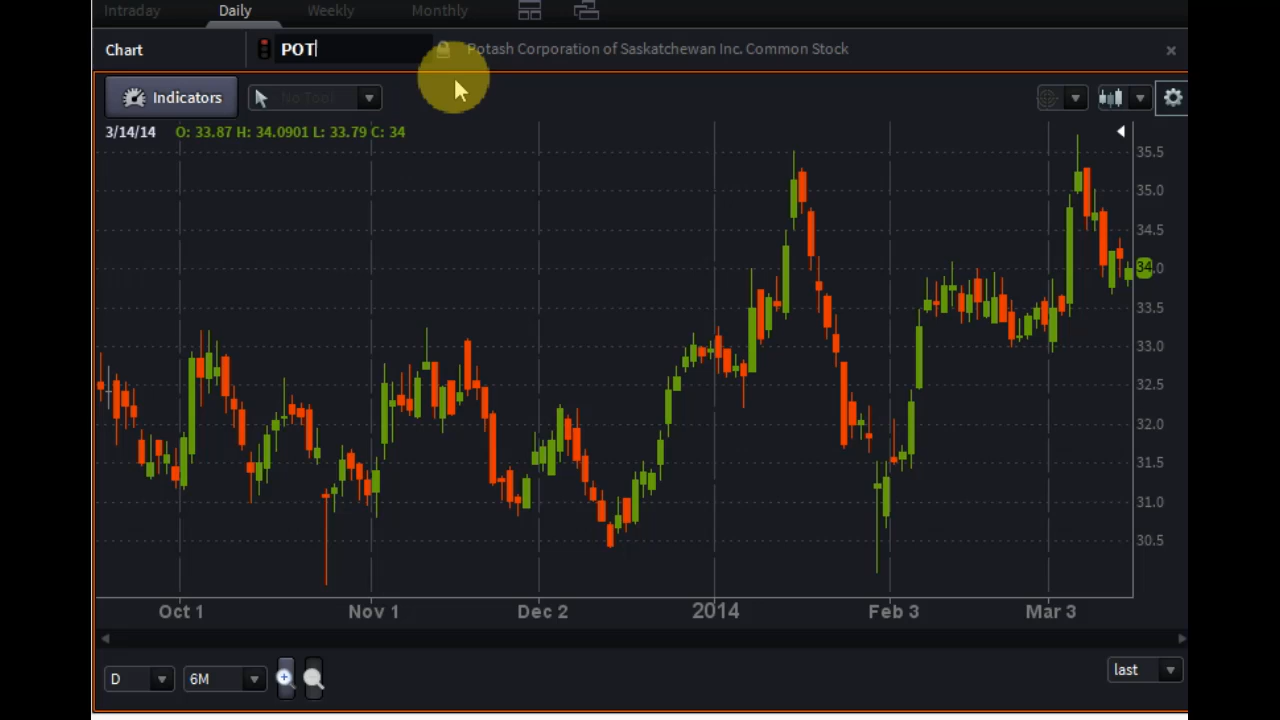 Intraday Daily Weekly Monthly
Chart POT Potash Corporation of Saskatchewan Inc. Common Stock
Indicators No Tool
3/14/14 O: 33.87 H: 34.0901 L: 33.79 C: 34
35.5
35.0
34.5
34.0
33.5
33.0
32.5
32.0
31.5
31.0
30.5
Oct 1 Nov 1 Dec 2 2014 Feb 3 Mar 3
D 6M last